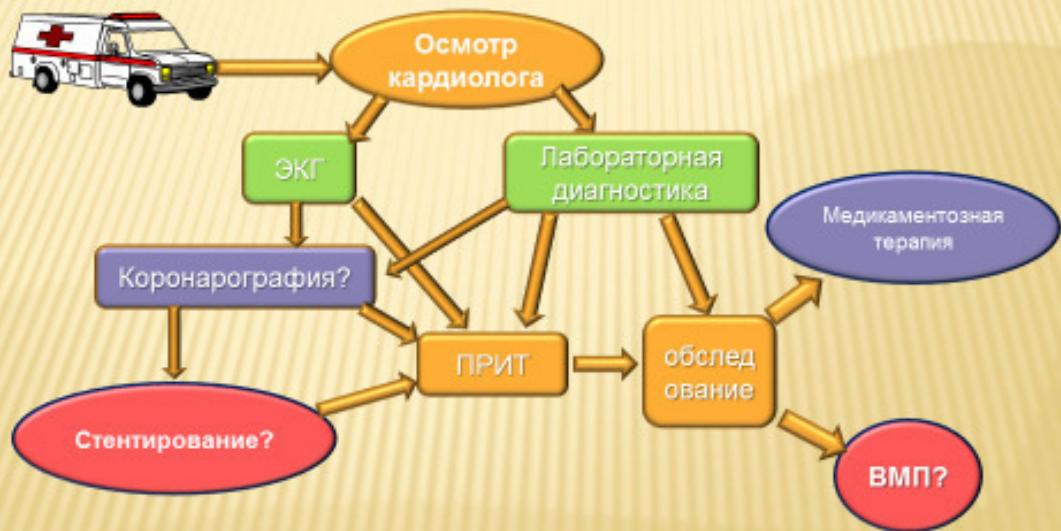 Осмотр
кардиолога
ЭКГ
Лабораторная
диагностика
Медикаментозная
терапия
Коронарография?
ПРИТ
обслед
ование
Стентирование?
ВМП?